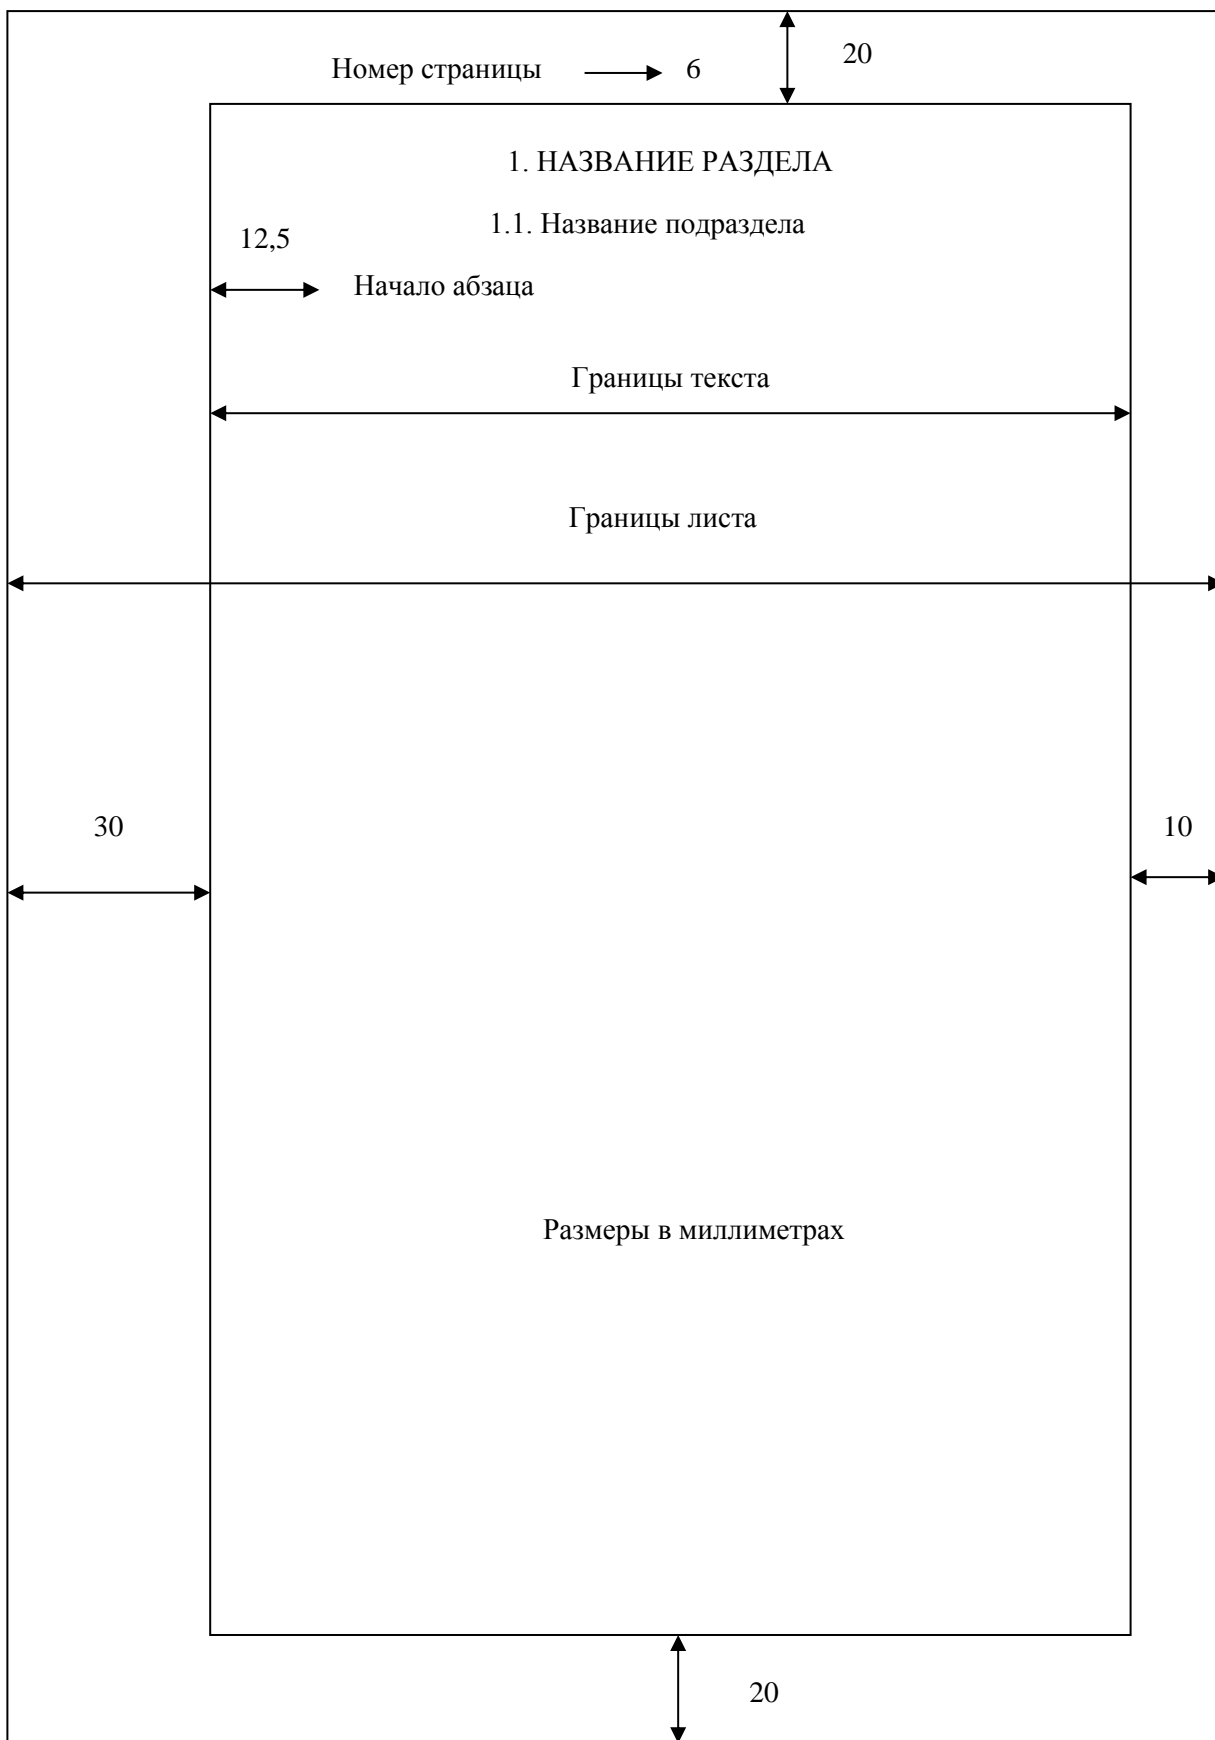 20
Номер страницы 6
1. НАЗВАНИЕ РАЗДЕЛА
1.1. Название подраздела
12,5
Начало абзаца
Границы текста
Границы листа
30
10
Размеры в миллиметрах
20